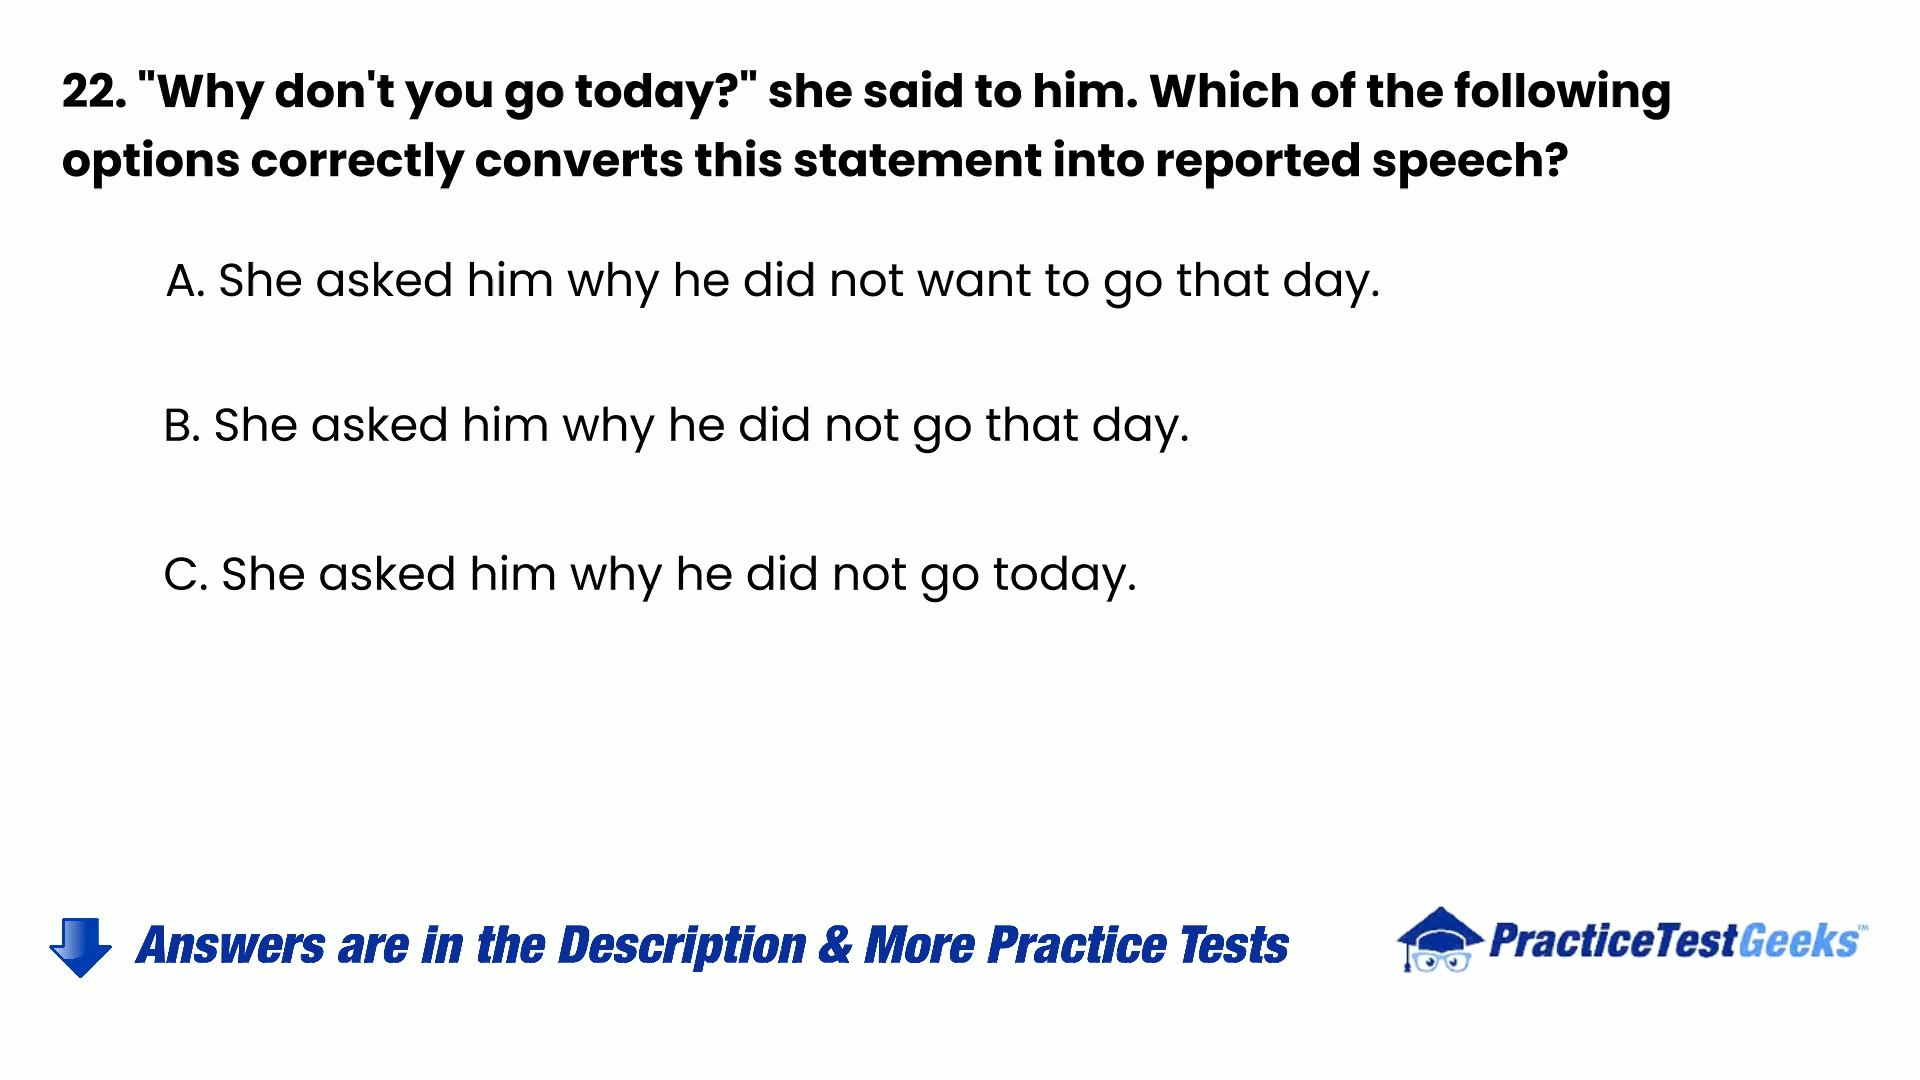 22. "Why don't you go today?" she said to him. Which of the following
options correctly converts this statement into reported speech?
A. She asked him why he did not want to go that day.
B. She asked him why he did not go that day.
C. She asked him why he did not go today.
Answers are in the Description & More Practice Tests
PracticeTestGeeks™